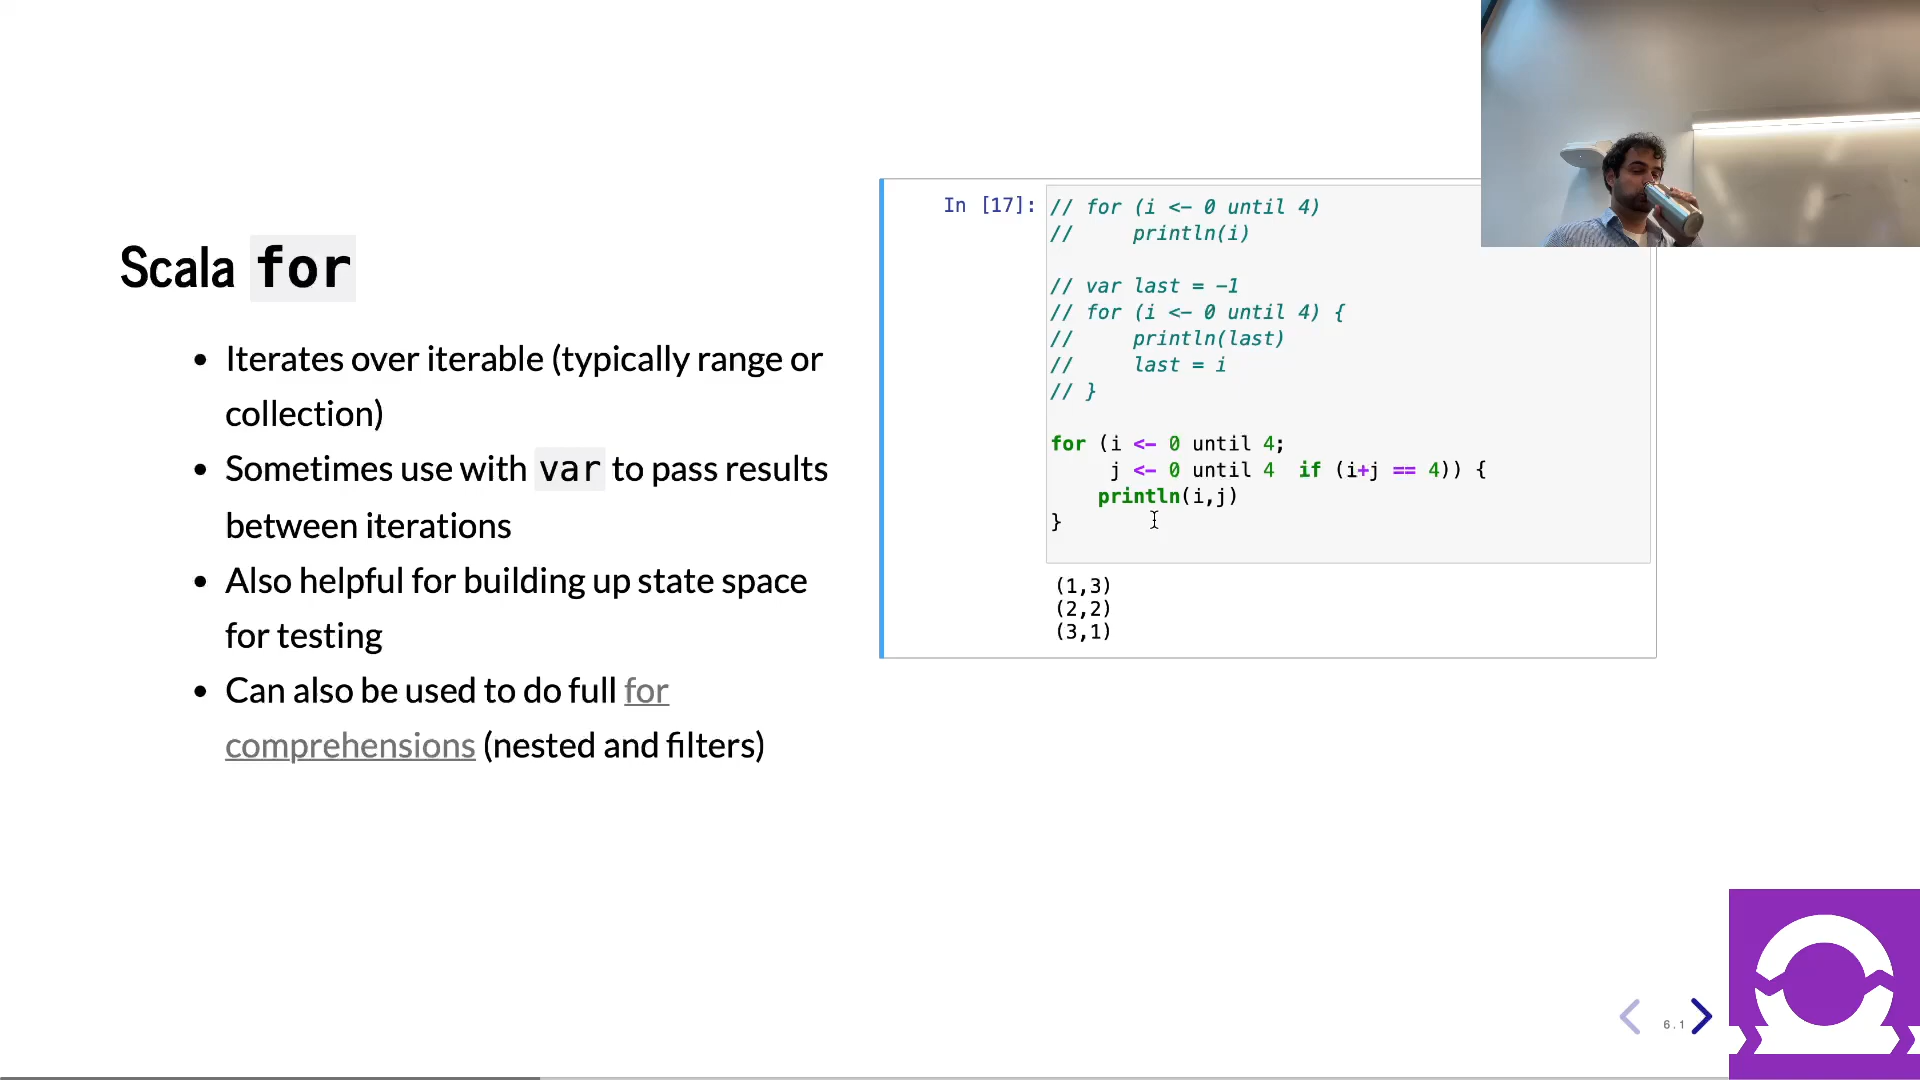 Scala for
• Iterates over iterable (typically range or
collection)
• Sometimes use with var to pass results
between iterations
• Also helpful for building up state space
for testing
• Can also be used to do full for
comprehensions (nested and filters)
In [17]:
// for (i <- 0 until 4)
//     println(i)
// var last = -1
// for (i <- 0 until 4) {
//     println(last)
//     last = i
// }
for (i <- 0 until 4;
     j <- 0 until 4  if (i+j == 4)) {
    println(i,j)
}
(1,3)
(2,2)
(3,1)
6.1